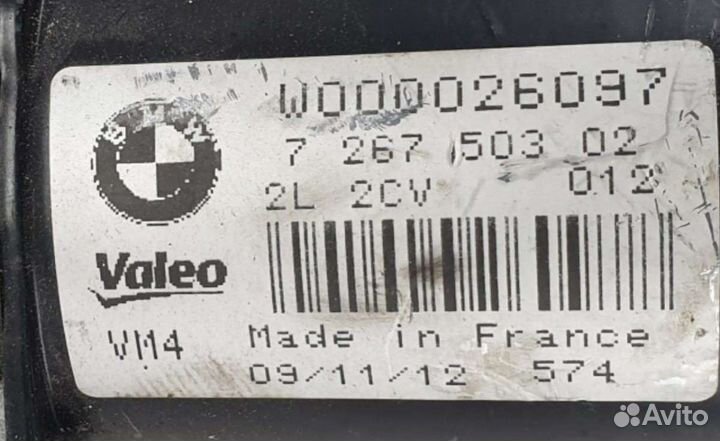 W000026097
7 267 503 02
2L 2CV 012
Valeo
VM4
Made in France
09/11/12 574
Avito